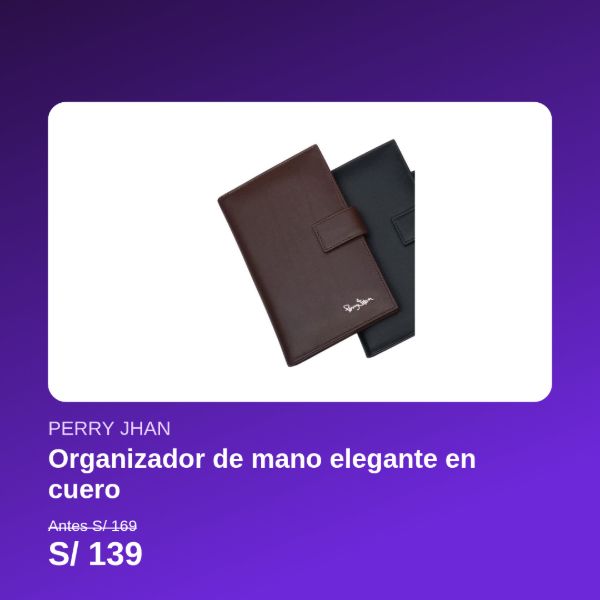 PERRY JHAN
Organizador de mano elegante en
cuero
Antes S/ 169
S/ 139